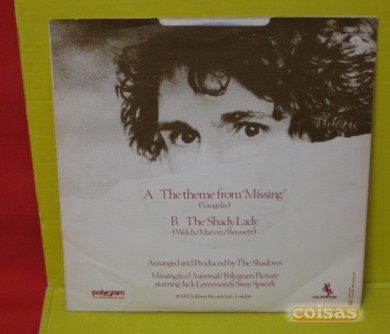 A The theme from 'Missing'
(Vangelis)
B The Shady Lady
(Welch/Marvin/Bennett)
Arranged and Produced by The Shadows
Missing is a Universal/Polygram Picture
starring Jack Lemmon & Sissy Spacek
polygram
coisas